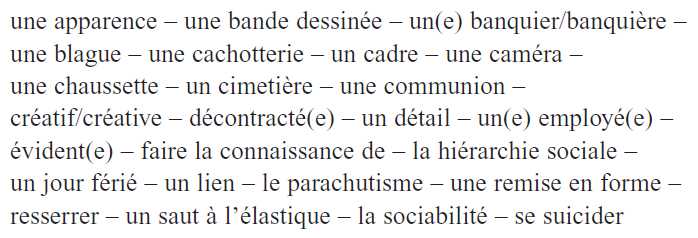 une apparence – une bande dessinée – un(e) banquier/banquière –
une blague – une cachotterie – un cadre – une caméra –
une chaussette – un cimetière – une communion –
créatif/créative – décontracté(e) – un détail – un(e) employé(e) –
évident(e) – faire la connaissance de – la hiérarchie sociale –
un jour férié – un lien – le parachutisme – une remise en forme –
resserrer – un saut à l’élastique – la sociabilité – se suicider